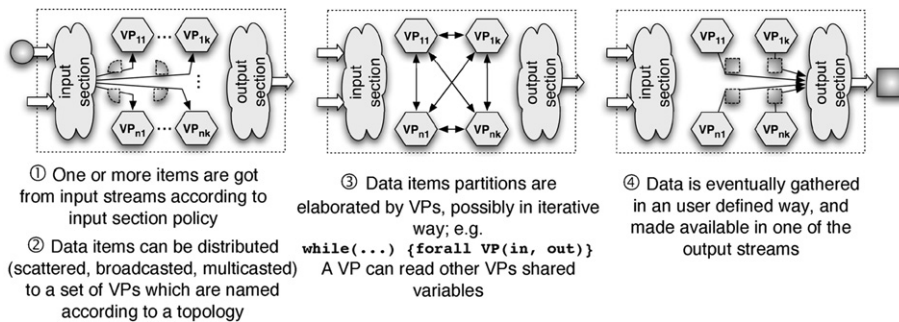 input section
VP11 ... VP1k
VPn1 ... VPnk
output section
① One or more items are got
from input streams according to
input section policy
② Data items can be distributed
(scattered, broadcasted, multicasted)
to a set of VPs which are named
according to a topology
input section
VP11 VP1k
VPn1 VPnk
output section
③ Data items partitions are
elaborated by VPs, possibly in iterative
way; e.g.
while(...) {forall VP(in, out)}
A VP can read other VPs shared
variables
input section
VP11 VP1k
VPn1 VPnk
output section
④ Data is eventually gathered
in an user defined way, and
made available in one of the
output streams